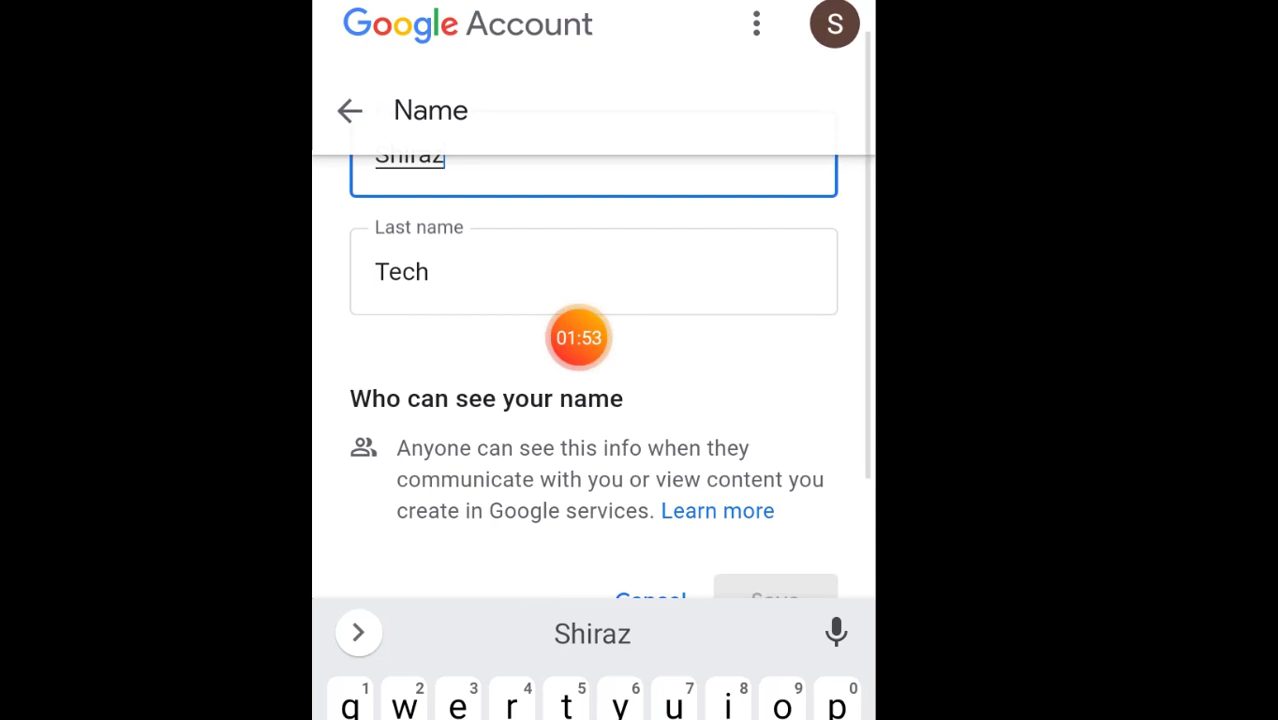 Google Account
S
Name
Shiraz
Last name
Tech
01:53
Who can see your name
Anyone can see this info when they
communicate with you or view content you
create in Google services. Learn more
Cancel Save
Shiraz
1 2 3 4 5 6 7 8 9 0
q w e r t y u i o p